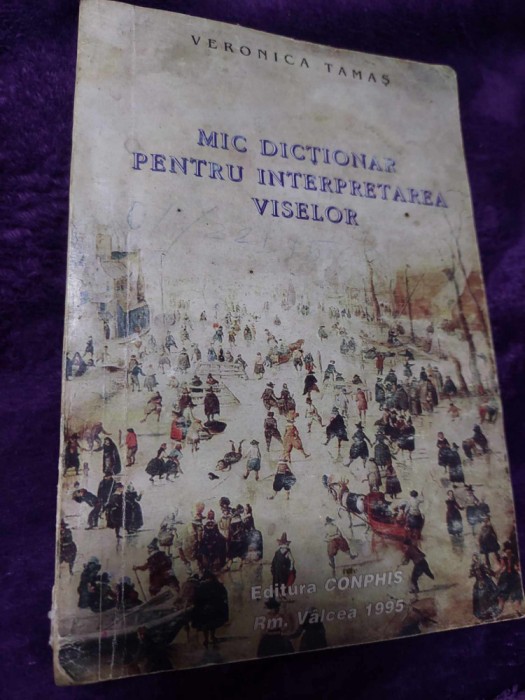 VERONICA TAMAȘ
MIC DICȚIONAR
PENTRU INTERPRETAREA
VISELOR
Editura CONPHIS
Rm. Vâlcea 1995